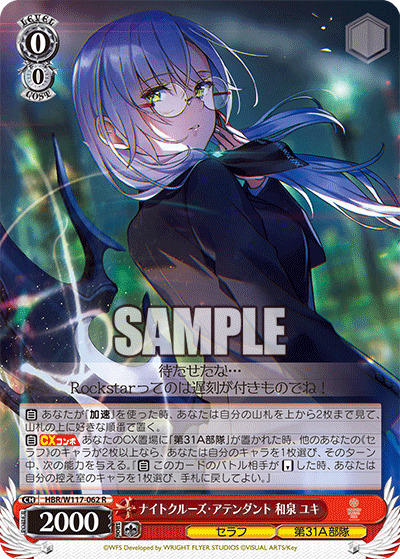 LEVEL
0
0
COST
SAMPLE
待たせたな…
Rockstarってのは遅刻が付きものでね!
自 あなたが「加速」を使った時、あなたは自分の山札を上から2枚まで見て、
山札の上に好きな順番で置く。
自 CXコンボ あなたのCX置場に「第31A部隊」が置かれた時、他のあなたの《セ
ラフ》のキャラが2枚以上なら、あなたは自分のキャラを1枚選び、そのターン
中、次の能力を与える。『自 このカードのバトル相手が した時、あなたは
自分の控え室のキャラを1枚選び、手札に戻してよい。』
CH HBR/W117-062 R
2000
ナイトクルーズ・アテンダント 和泉 ユキ
セラフ
第31A部隊
©WFS Developed by WRIGHT FLYER STUDIOS ©VISUAL ARTS/Key